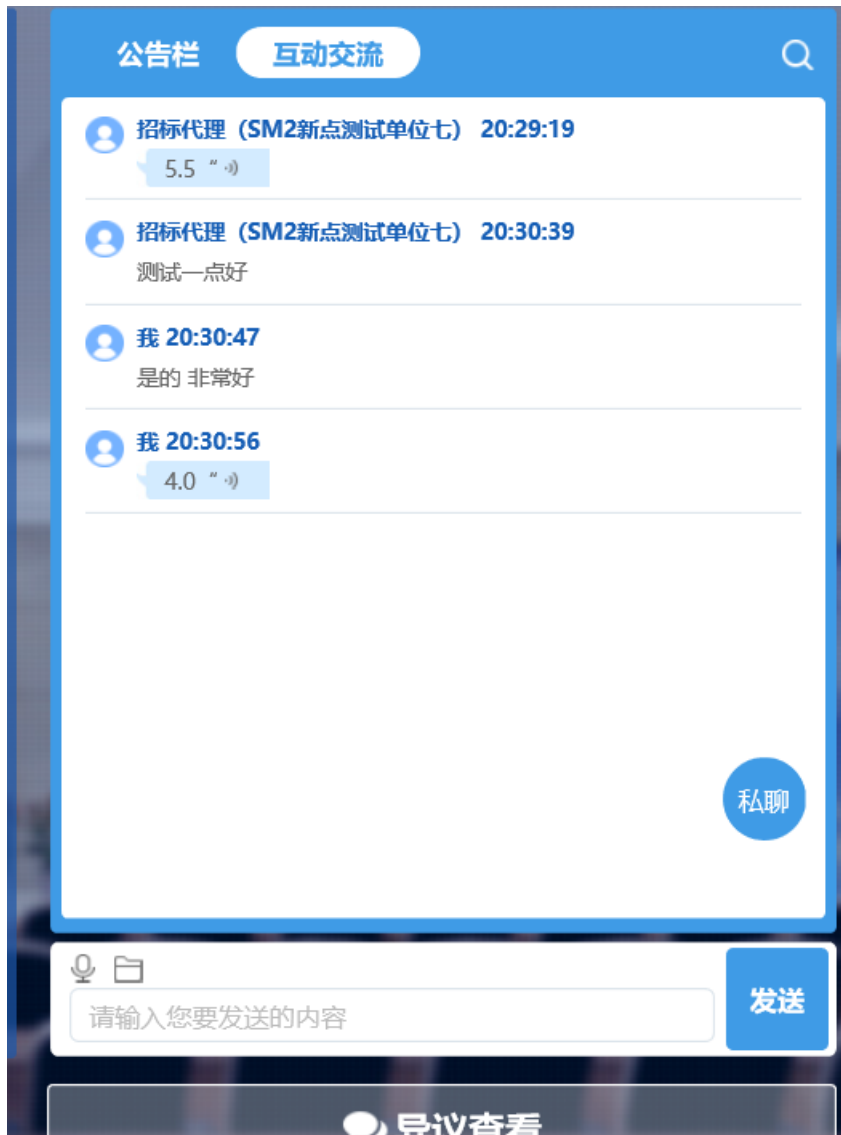 公告栏 互动交流
招标代理（SM2新点测试单位七） 20:29:19
5.5 “
招标代理（SM2新点测试单位七） 20:30:39
测试一点好
我 20:30:47
是的 非常好
我 20:30:56
4.0 “
私聊
请输入您要发送的内容
发送
异议查看